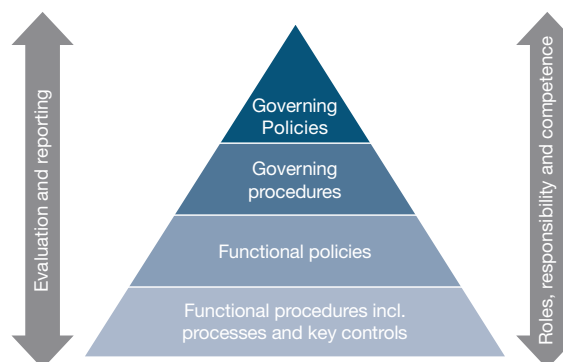 Evaluation and reporting
Governing
Policies
Governing
procedures
Functional policies
Functional procedures incl.
processes and key controls
Roles, responsibility and competence